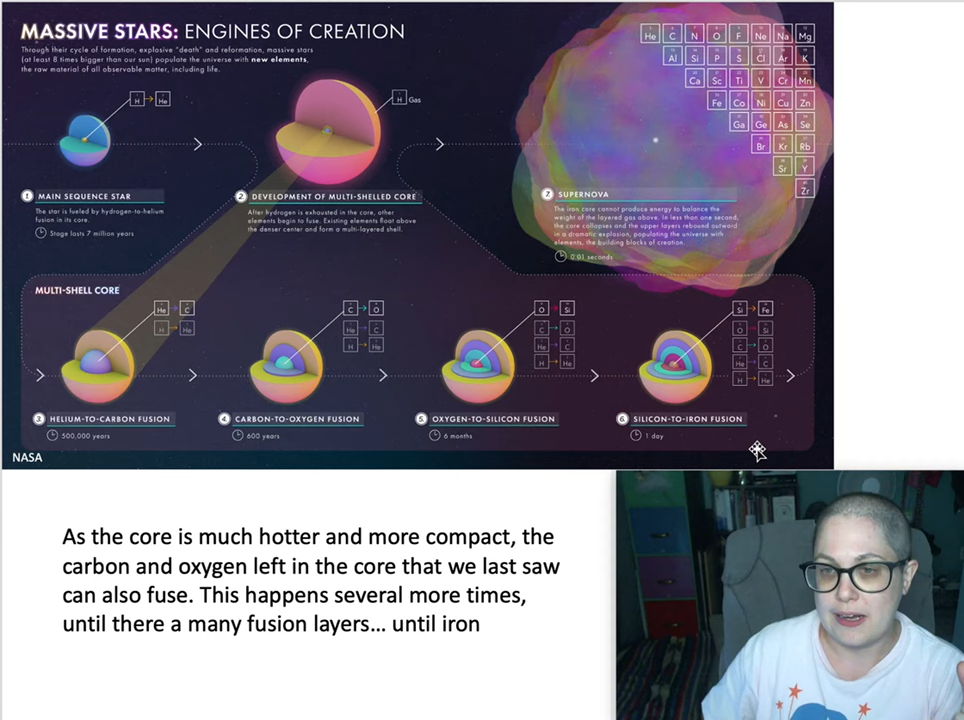 MASSIVE STARS: ENGINES OF CREATION
Through their cycle of formation, explosive "death" and reformation, massive stars
(at least 8 times bigger than our sun) populate the universe with new elements,
the raw material of all observable matter, including life.
H → He
H Gas
He C N O F Ne Na Mg
Al Si P S Cl Ar K
Ca Sc Ti V Cr Mn
Fe Co Ni Cu Zn
Ga Ge As Se
Br Kr Rb
Sr Y
Zr
1. MAIN SEQUENCE STAR
The star is fueled by hydrogen-to-helium
fusion in its core.
Stage lasts 7 million years
2. DEVELOPMENT OF MULTI-SHELLED CORE
After hydrogen is exhausted in the core, other
elements begin to fuse. Existing elements float above
the denser center and form a multi-layered shell.
7. SUPERNOVA
The iron core cannot produce energy to balance the
weight of the layered gas above. In less than one second,
the core collapses and the upper layers rebound outward
in a dramatic explosion, populating the universe with
elements, the building blocks of creation.
0.01 seconds
MULTI-SHELL CORE
He → C
H → He
C → O
He → C
H → He
O → Si
C → O
He → C
H → He
Si → Fe
O → Si
C → O
He → C
H → He
3. HELIUM-TO-CARBON FUSION
500,000 years
4. CARBON-TO-OXYGEN FUSION
600 years
5. OXYGEN-TO-SILICON FUSION
6 months
6. SILICON-TO-IRON FUSION
1 day
NASA
As the core is much hotter and more compact, the
carbon and oxygen left in the core that we last saw
can also fuse. This happens several more times,
until there a many fusion layers... until iron